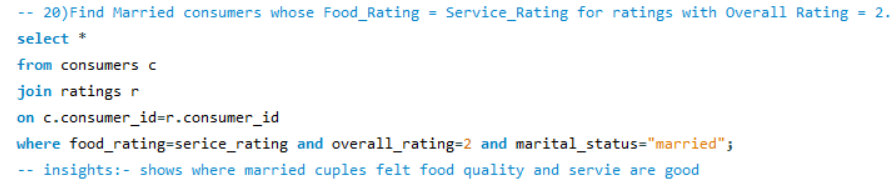 -- 20)Find Married consumers whose Food_Rating = Service_Rating for ratings with Overall Rating = 2.
select *
from consumers c
join ratings r
on c.consumer_id=r.consumer_id
where food_rating=serice_rating and overall_rating=2 and marital_status="married";
-- insights:- shows where married cuples felt food quality and servie are good